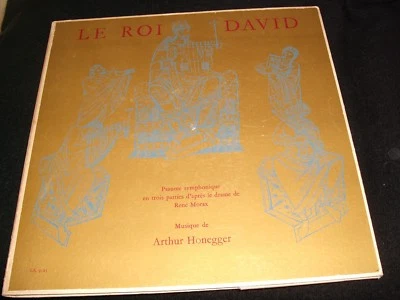 LE ROI DAVID
Psaume symphonique
en trois parties d'après le drame de
René Morax
Musique de
Arthur Honegger